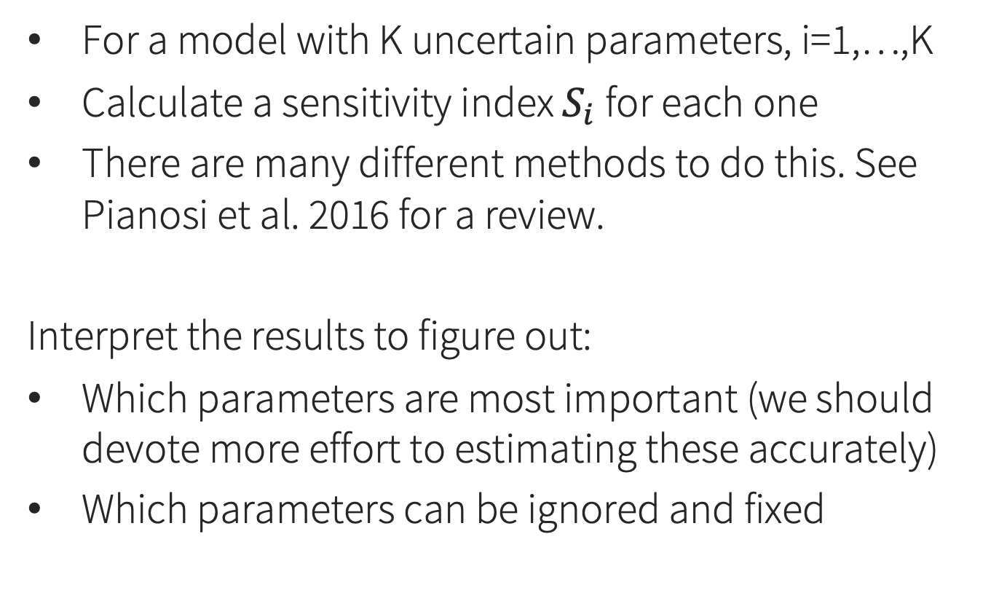 • For a model with K uncertain parameters, i=1,…,K
• Calculate a sensitivity index Sᵢ for each one
• There are many different methods to do this. See
Pianosi et al. 2016 for a review.
Interpret the results to figure out:
• Which parameters are most important (we should
devote more effort to estimating these accurately)
• Which parameters can be ignored and fixed